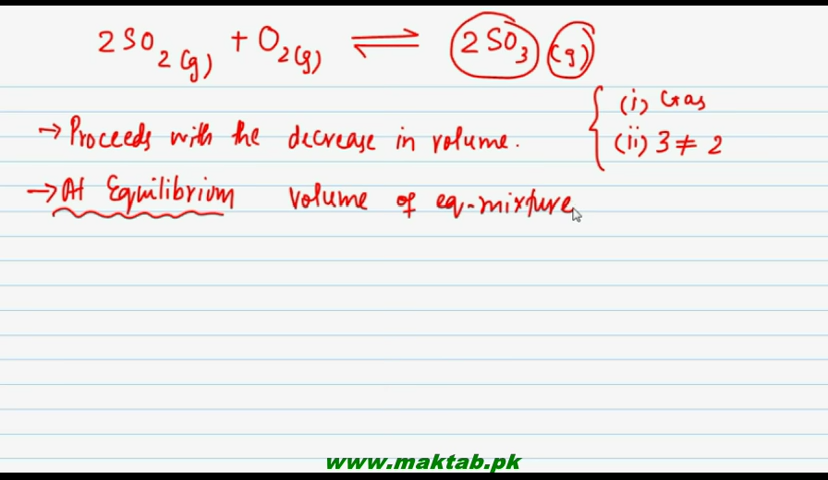 2SO2(g) + O2(g) ⇌ 2SO3(g)
(i) Gas
→ Proceeds with the decrease in volume.
(ii) 3 ≠ 2
→ At Equilibrium volume of eq-mixture
www.maktab.pk